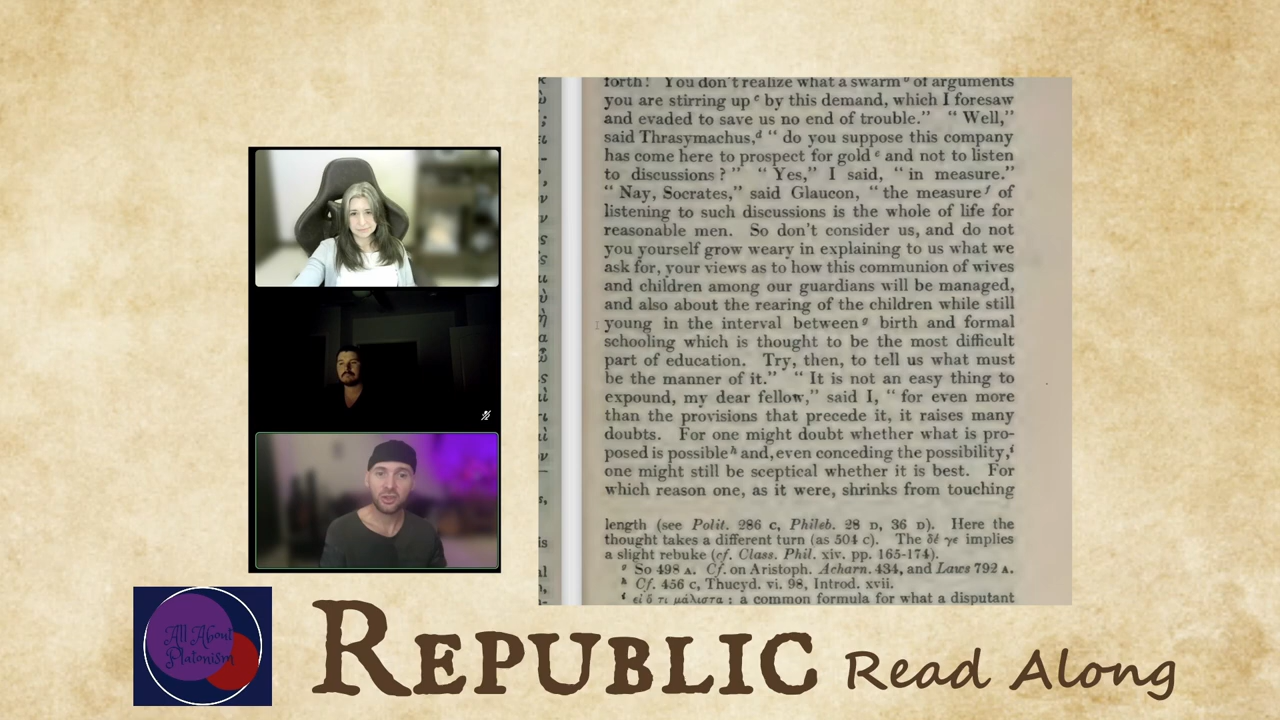 forth! You don't realize what a swarm b of arguments
you are stirring up c by this demand, which I foresaw
and evaded to save us no end of trouble.” “ Well,”
said Thrasymachus,d “ do you suppose this company
has come here to prospect for gold e and not to listen
to discussions ? ” “ Yes,” I said, “ in measure.”
“ Nay, Socrates,” said Glaucon, “ the measure f of
listening to such discussions is the whole of life for
reasonable men. So don't consider us, and do not
you yourself grow weary in explaining to us what we
ask for, your views as to how this communion of wives
and children among our guardians will be managed,
and also about the rearing of the children while still
young in the interval between g birth and formal
schooling which is thought to be the most difficult
part of education. Try, then, to tell us what must
be the manner of it.” “ It is not an easy thing to
expound, my dear fellow,” said I, “ for even more
than the provisions that precede it, it raises many
doubts. For one might doubt whether what is pro-
posed is possible h and, even conceding the possibility,i
one might still be sceptical whether it is best. For
which reason one, as it were, shrinks from touching
length (see Polit. 286 c, Phileb. 28 D, 36 D). Here the
thought takes a different turn (as 504 c). The δέ γε implies
a slight rebuke (cf. Class. Phil. xiv. pp. 165-174).
g So 498 A. Cf. on Aristoph. Acharn. 434, and Laws 792 A.
h Cf. 456 c, Thucyd. vi. 98, Introd. xvii.
i εἰ ὅ τι μάλιστα : a common formula for what a disputant
All About
Platonism
REPUBLIC Read Along